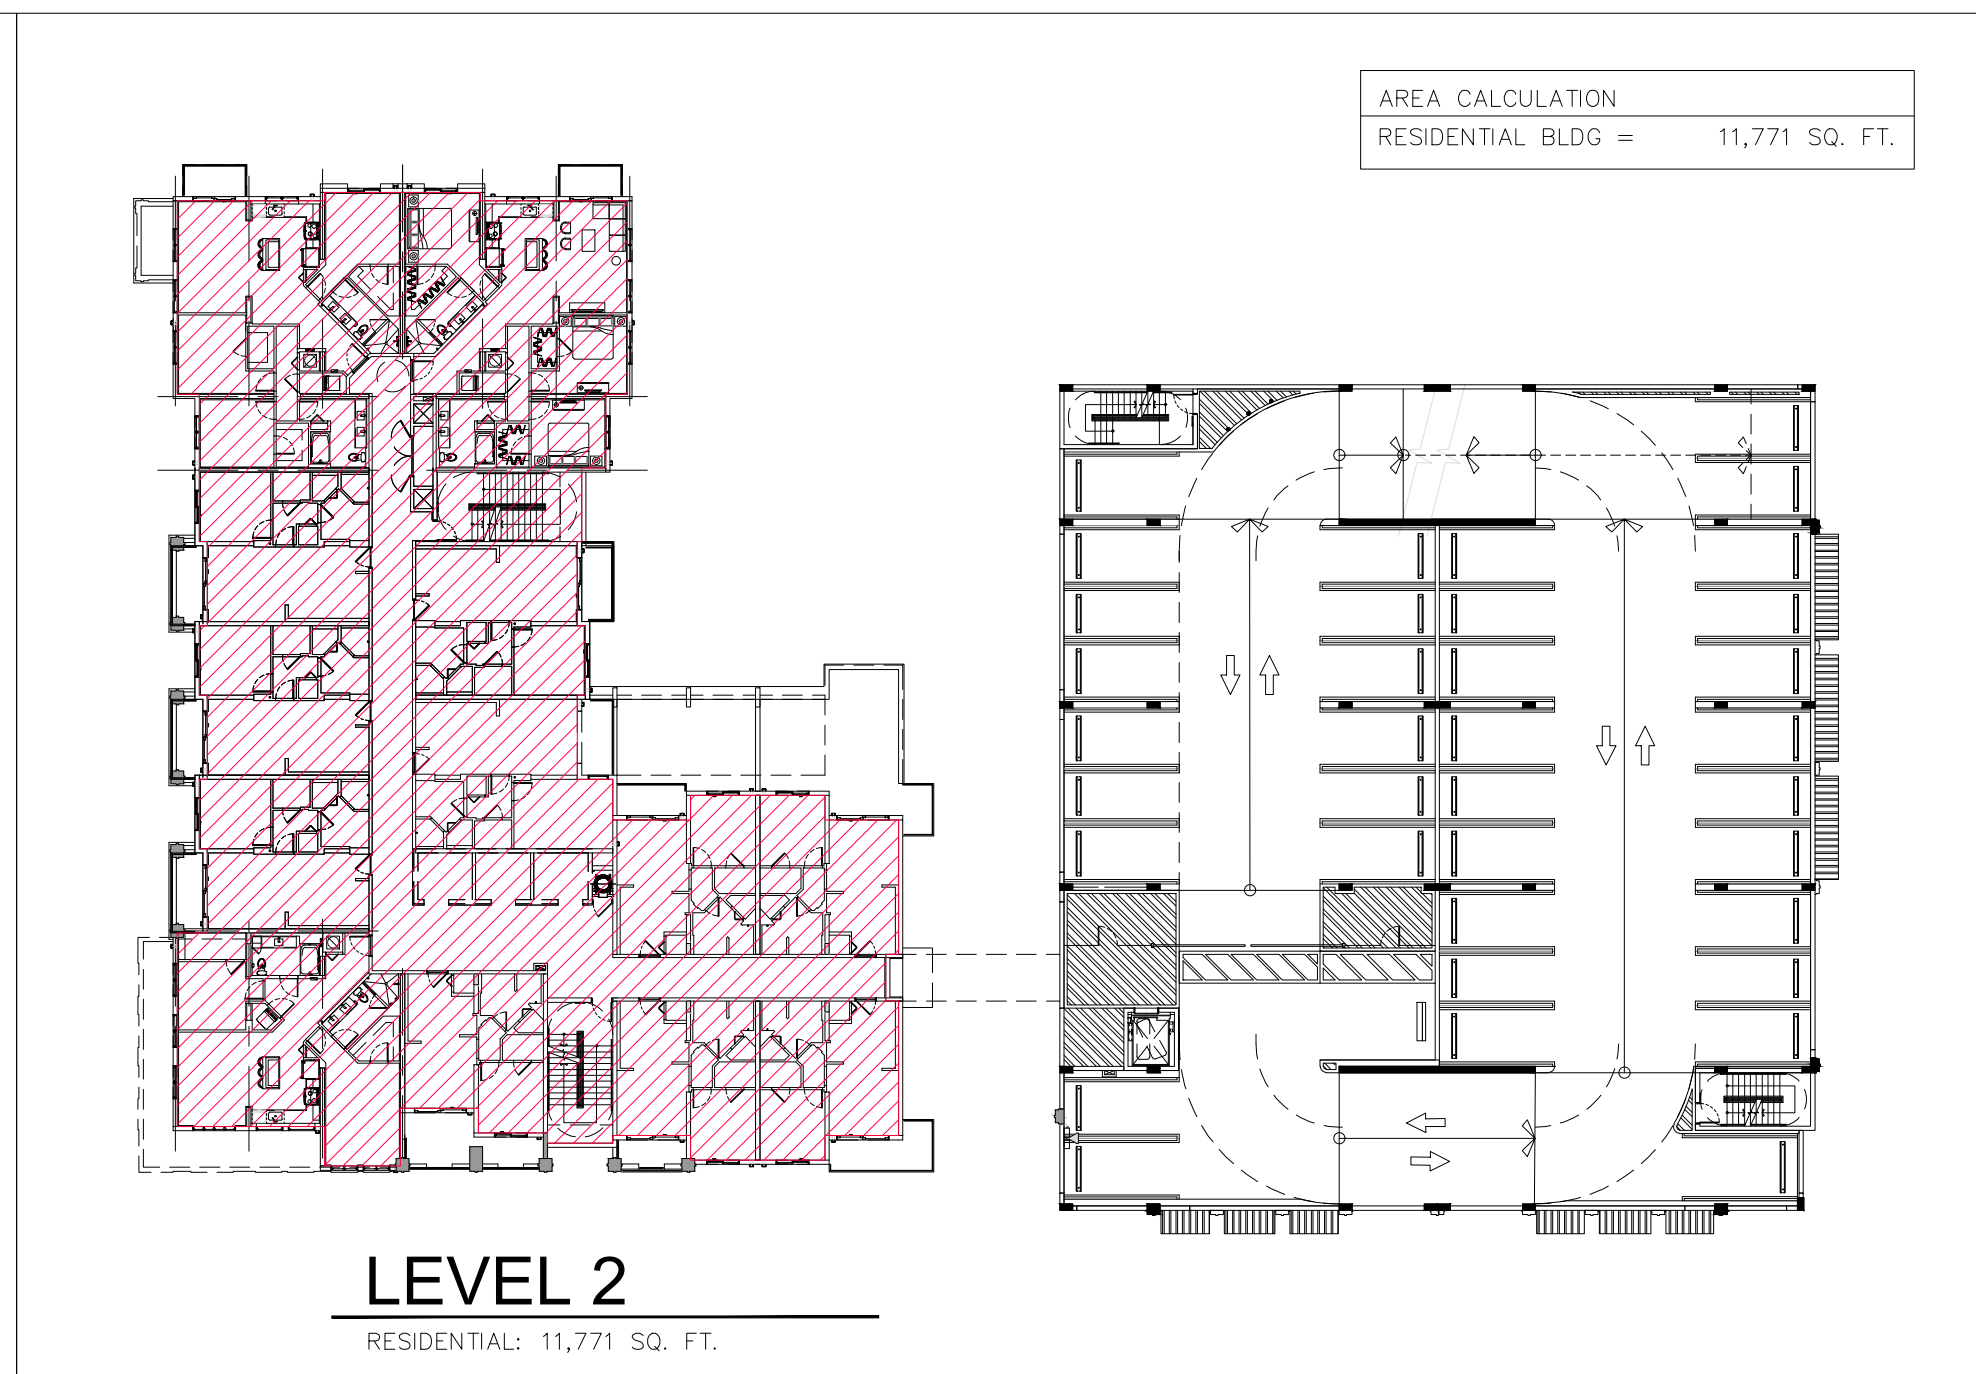 AREA CALCULATION
RESIDENTIAL BLDG = 11,771 SQ. FT.
LEVEL 2
RESIDENTIAL: 11,771 SQ. FT.